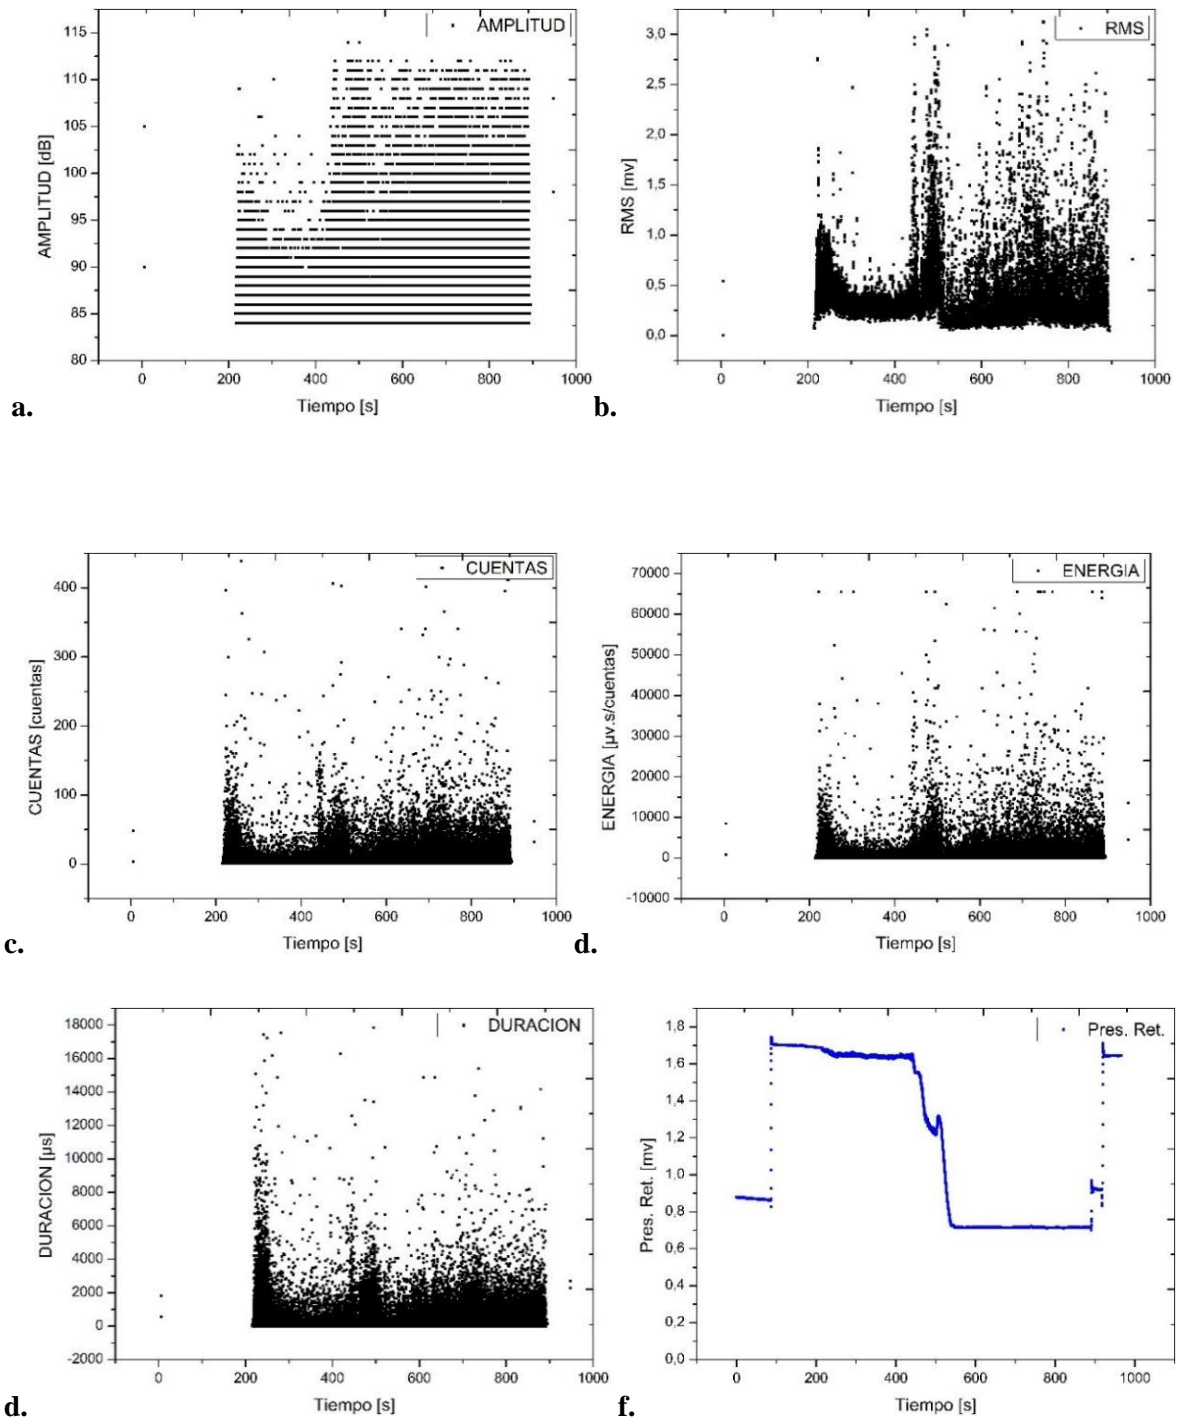 AMPLITUD
115
110
105
100
95
90
85
80
AMPLITUD [dB]
0 200 400 600 800 1000
Tiempo [s]
a.
RMS
3,0
2,5
2,0
1,5
1,0
0,5
0,0
RMS [mv]
0 200 400 600 800 1000
Tiempo [s]
b.
CUENTAS
400
300
200
100
0
CUENTAS [cuentas]
0 200 400 600 800 1000
Tiempo [s]
c.
ENERGIA
70000
60000
50000
40000
30000
20000
10000
0
-10000
ENERGIA [µv.s/cuentas]
0 200 400 600 800 1000
Tiempo [s]
d.
DURACION
18000
16000
14000
12000
10000
8000
6000
4000
2000
0
-2000
DURACION [µs]
0 200 400 600 800 1000
Tiempo [s]
d.
Pres. Ret.
1,8
1,6
1,4
1,2
1,0
0,8
0,6
0,4
0,2
0,0
Pres. Ret. [mv]
0 200 400 600 800 1000
Tiempo [s]
f.